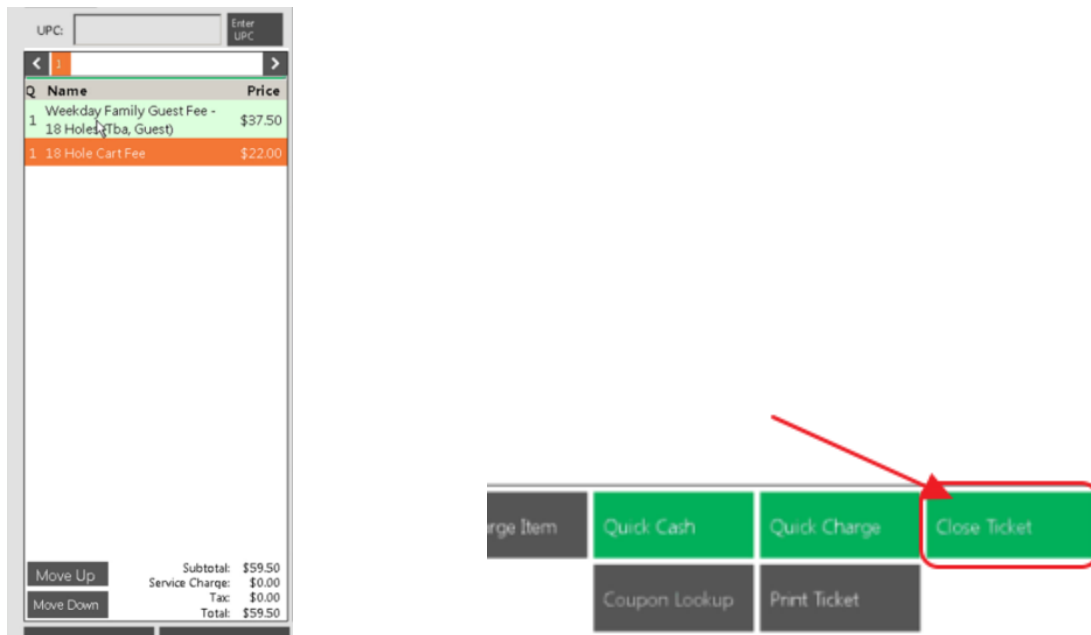 UPC:
Enter
UPC
< 1 >
Q Name Price
1 Weekday Family Guest Fee - 18 Holes (Tba, Guest) $37.50
1 18 Hole Cart Fee $22.00
Move Up
Move Down
Subtotal: $59.50
Service Charge: $0.00
Tax: $0.00
Total: $59.50
rge Item
Quick Cash
Quick Charge
Close Ticket
Coupon Lookup
Print Ticket